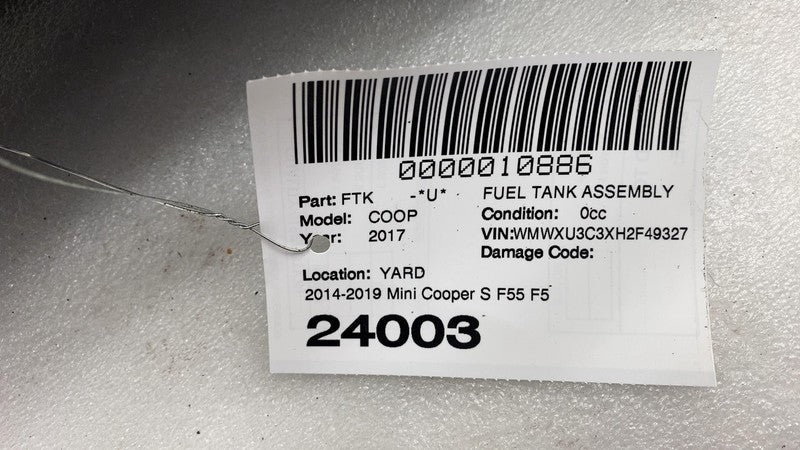 0000010886
Part: FTK -*U* FUEL TANK ASSEMBLY
Model: COOP Condition: 0cc
Year: 2017 VIN:WMWXU3C3XH2F49327
Damage Code:
Location: YARD
2014-2019 Mini Cooper S F55 F5
24003